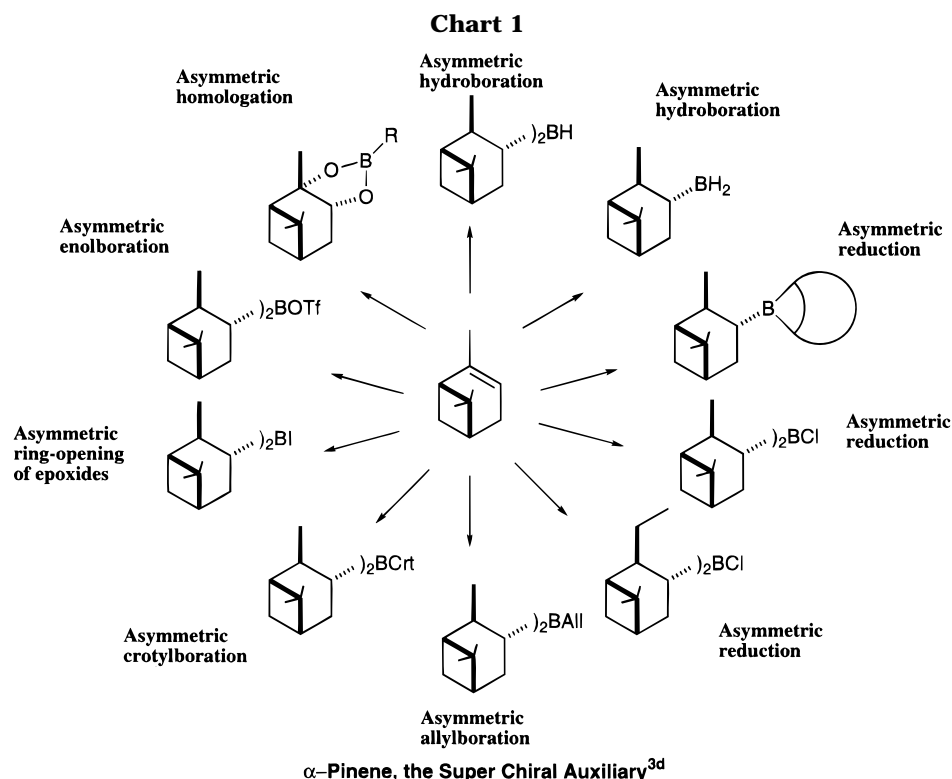 Chart 1
Asymmetric
hydroboration
)₂BH
Asymmetric
homologation
O
B
R
O
Asymmetric
hydroboration
BH₂
Asymmetric
enolboration
)₂BOTf
Asymmetric
reduction
B
Asymmetric
ring-opening
of epoxides
)₂BI
Asymmetric
reduction
)₂BCl
)₂BCrt
Asymmetric
crotylboration
)₂BCl
Asymmetric
reduction
)₂BAll
Asymmetric
allylboration
α–Pinene, the Super Chiral Auxiliary³ᵈ